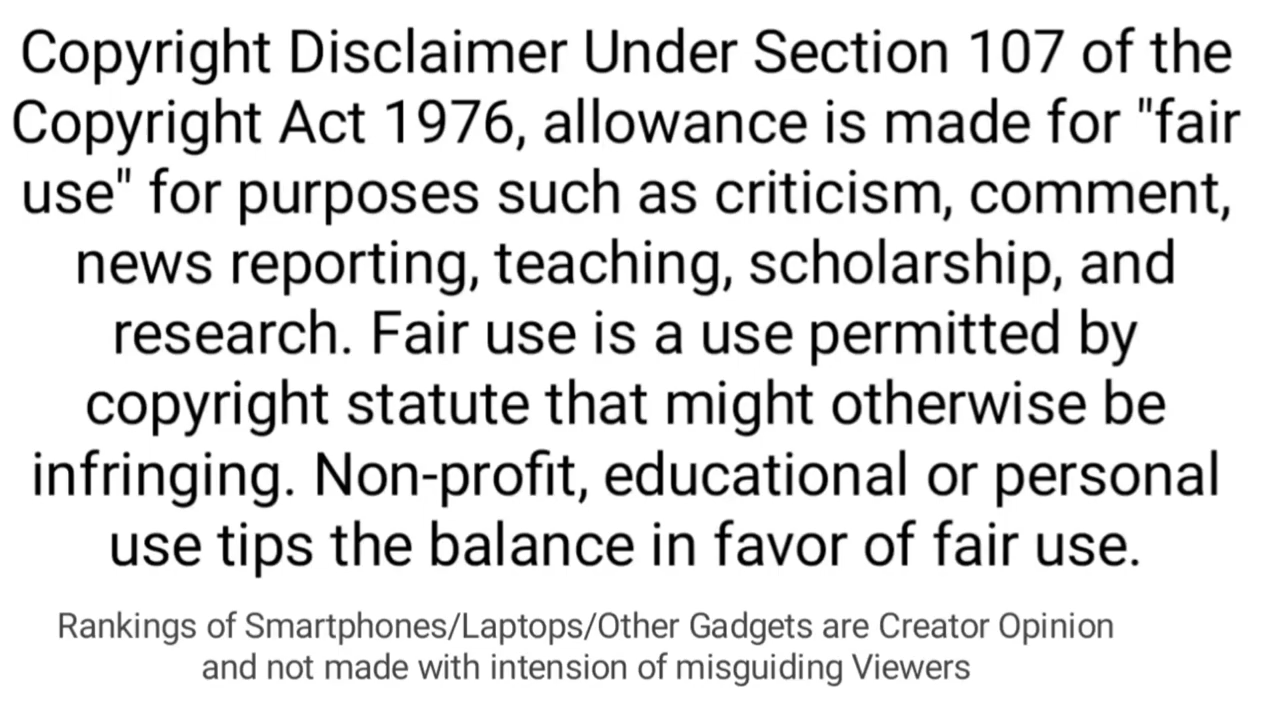 Copyright Disclaimer Under Section 107 of the
Copyright Act 1976, allowance is made for "fair
use" for purposes such as criticism, comment,
news reporting, teaching, scholarship, and
research. Fair use is a use permitted by
copyright statute that might otherwise be
infringing. Non-profit, educational or personal
use tips the balance in favor of fair use.
Rankings of Smartphones/Laptops/Other Gadgets are Creator Opinion
and not made with intension of misguiding Viewers